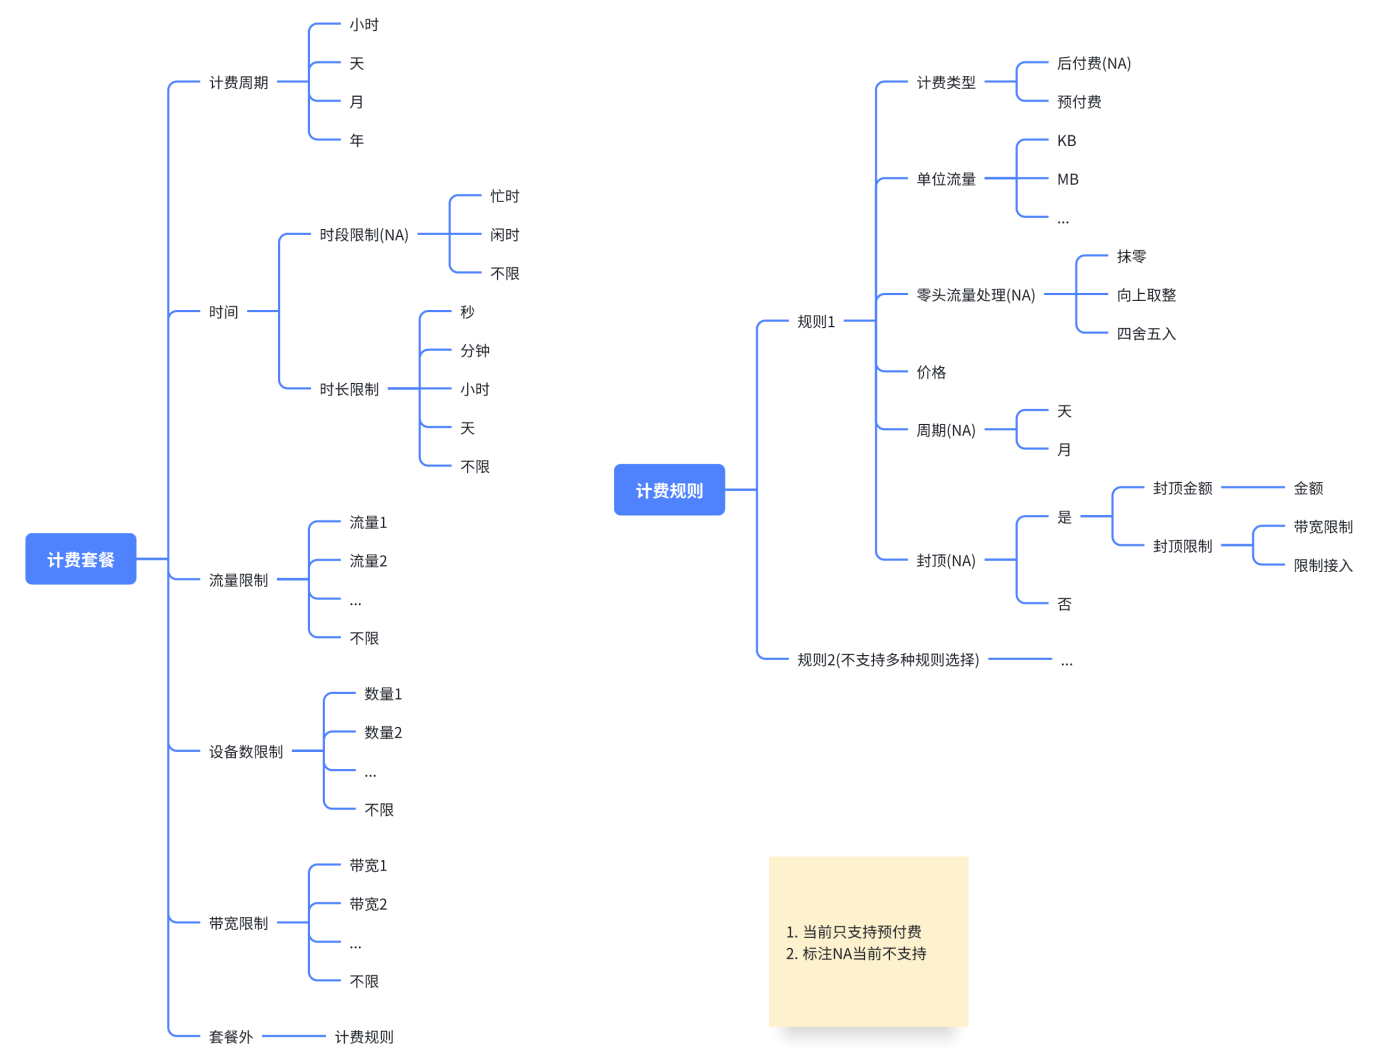 计费套餐
计费周期
小时
天
月
年
时间
时段限制(NA)
忙时
闲时
不限
时长限制
秒
分钟
小时
天
不限
流量限制
流量1
流量2
...
不限
设备数限制
数量1
数量2
...
不限
带宽限制
带宽1
带宽2
...
不限
套餐外
计费规则
计费规则
规则1
计费类型
后付费(NA)
预付费
单位流量
KB
MB
...
零头流量处理(NA)
抹零
向上取整
四舍五入
价格
周期(NA)
天
月
封顶(NA)
是
封顶金额
金额
封顶限制
带宽限制
限制接入
否
规则2(不支持多种规则选择)
...
1. 当前只支持预付费
2. 标注NA当前不支持